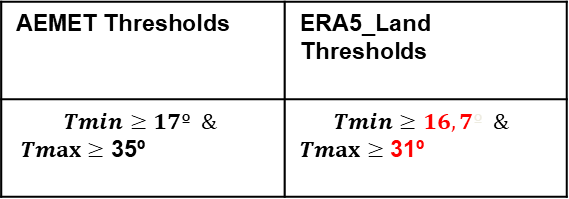 AEMET Thresholds
ERA5_Land
Thresholds
Tmin ≥ 17º &
Tmax ≥ 35º
Tmin ≥ 16,7º &
Tmax ≥ 31º